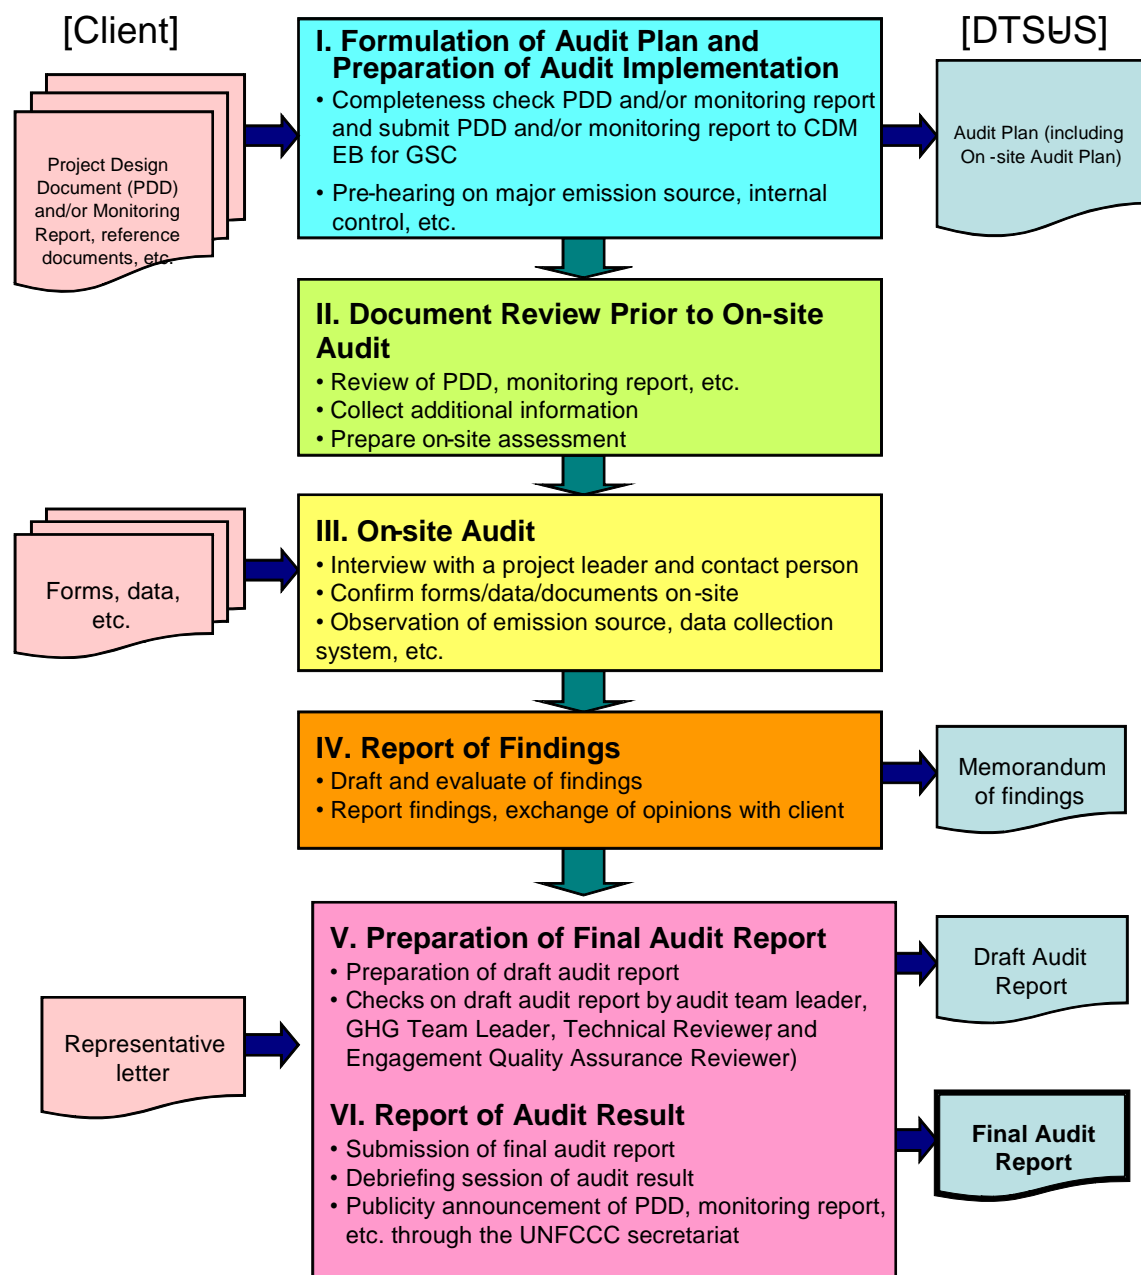 [Client]
[DTSUS]
I. Formulation of Audit Plan and
Preparation of Audit Implementation
• Completeness check PDD and/or monitoring report
and submit PDD and/or monitoring report to CDM
EB for GSC
• Pre-hearing on major emission source, internal
control, etc.
Project Design
Document (PDD)
and/or Monitoring
Report, reference
documents, etc.
Audit Plan (including
On -site Audit Plan)
II. Document Review Prior to On-site
Audit
• Review of PDD, monitoring report, etc.
• Collect additional information
• Prepare on-site assessment
III. On-site Audit
• Interview with a project leader and contact person
• Confirm forms/data/documents on-site
• Observation of emission source, data collection
system, etc.
Forms, data,
etc.
IV. Report of Findings
• Draft and evaluate of findings
• Report findings, exchange of opinions with client
Memorandum
of findings
V. Preparation of Final Audit Report
• Preparation of draft audit report
• Checks on draft audit report by audit team leader,
GHG Team Leader, Technical Reviewer, and
Engagement Quality Assurance Reviewer)
Draft Audit
Report
Representative
letter
VI. Report of Audit Result
• Submission of final audit report
• Debriefing session of audit result
• Publicity announcement of PDD, monitoring report,
etc. through the UNFCCC secretariat
Final Audit
Report